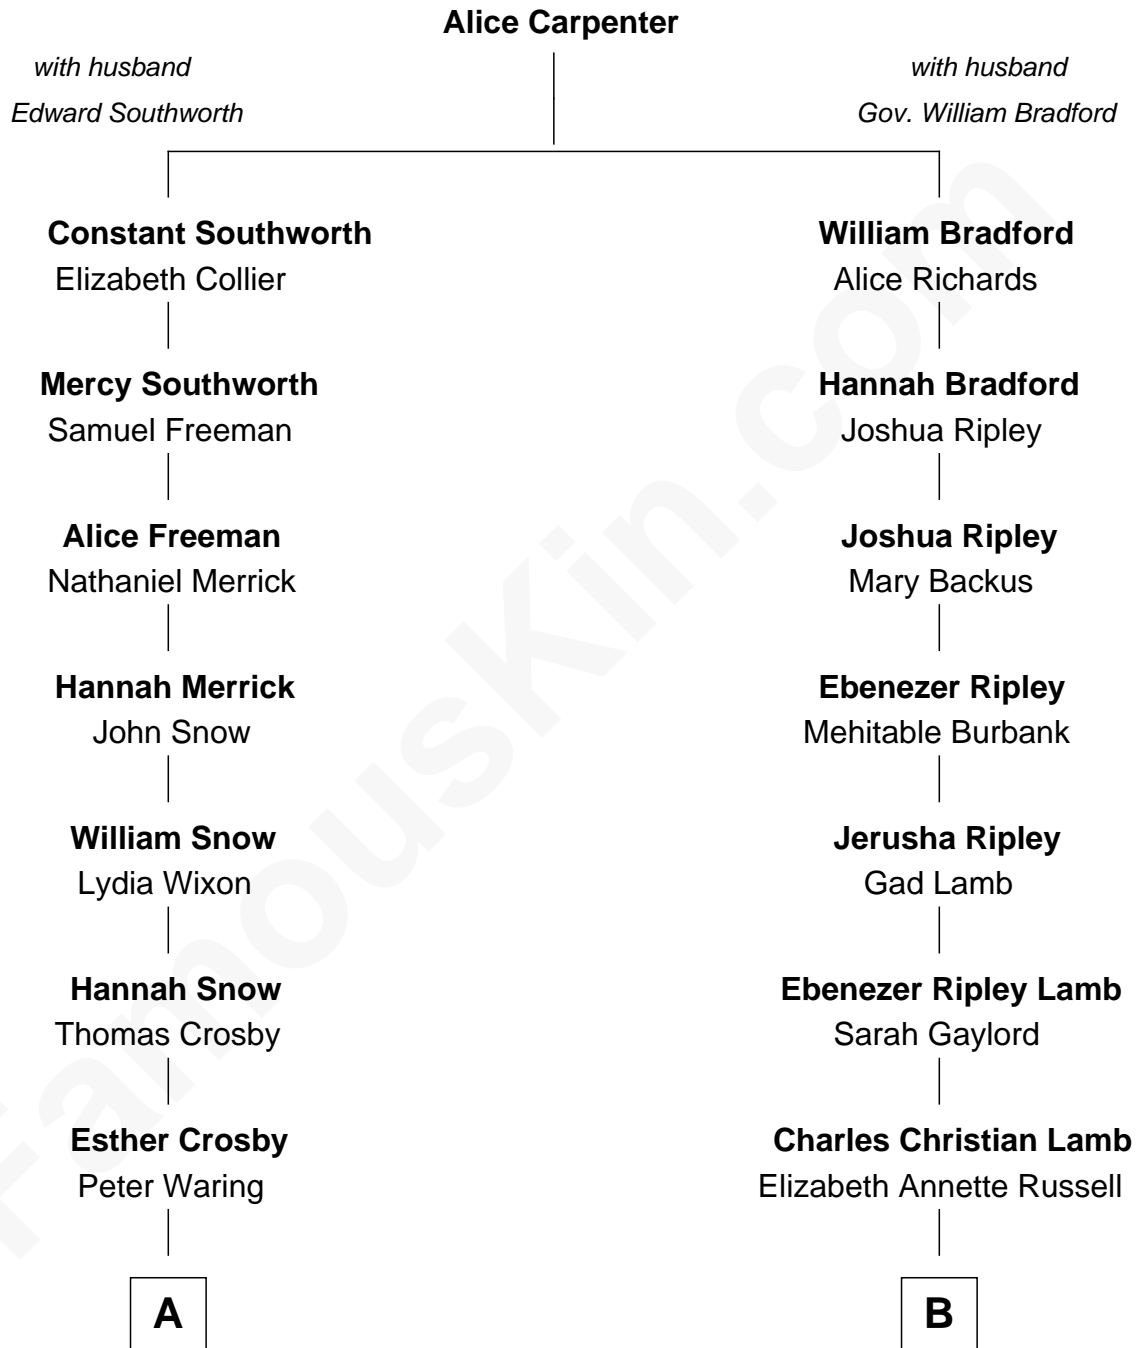 Alice Carpenter
with husband
Edward Southworth
with husband
Gov. William Bradford
Constant Southworth
Elizabeth Collier
William Bradford
Alice Richards
Mercy Southworth
Samuel Freeman
Hannah Bradford
Joshua Ripley
Alice Freeman
Nathaniel Merrick
Joshua Ripley
Mary Backus
Hannah Merrick
John Snow
Ebenezer Ripley
Mehitable Burbank
William Snow
Lydia Wixon
Jerusha Ripley
Gad Lamb
Hannah Snow
Thomas Crosby
Ebenezer Ripley Lamb
Sarah Gaylord
Esther Crosby
Peter Waring
Charles Christian Lamb
Elizabeth Annette Russell
A
B
FamousKin.com